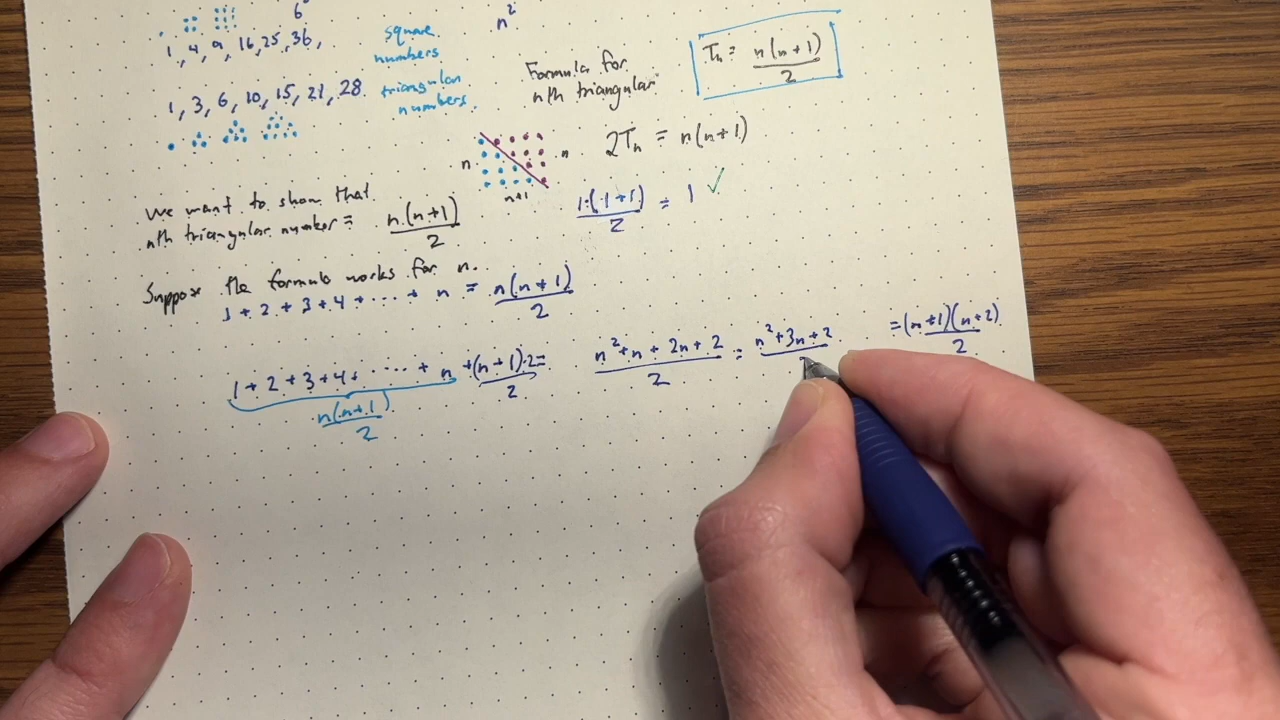 6
n²
1, 4, 9, 16, 25, 36,
square
numbers
1, 3, 6, 10, 15, 21, 28.
triangular
numbers.
Formula for
nth triangular
Tₙ = n(n+1)/2
n
n
n+1
2Tₙ = n(n+1)
We want to show that
nth triangular number = n.(n+1)/2
1.(1+1)/2 = 1 ✓
Suppose the formula works for n.
1 + 2 + 3 + 4 + ... + n = n(n+1)/2
1 + 2 + 3 + 4 + ..... + n + (n+1).2/2 = n²+n+2n+2/2 = n²+3n+2/2 = (n+1)(n+2)/2
n(n+1)/2